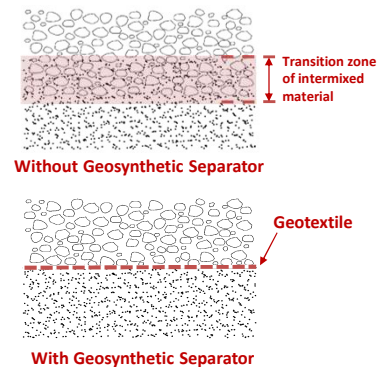 Transition zone
of intermixed
material
Without Geosynthetic Separator
Geotextile
With Geosynthetic Separator